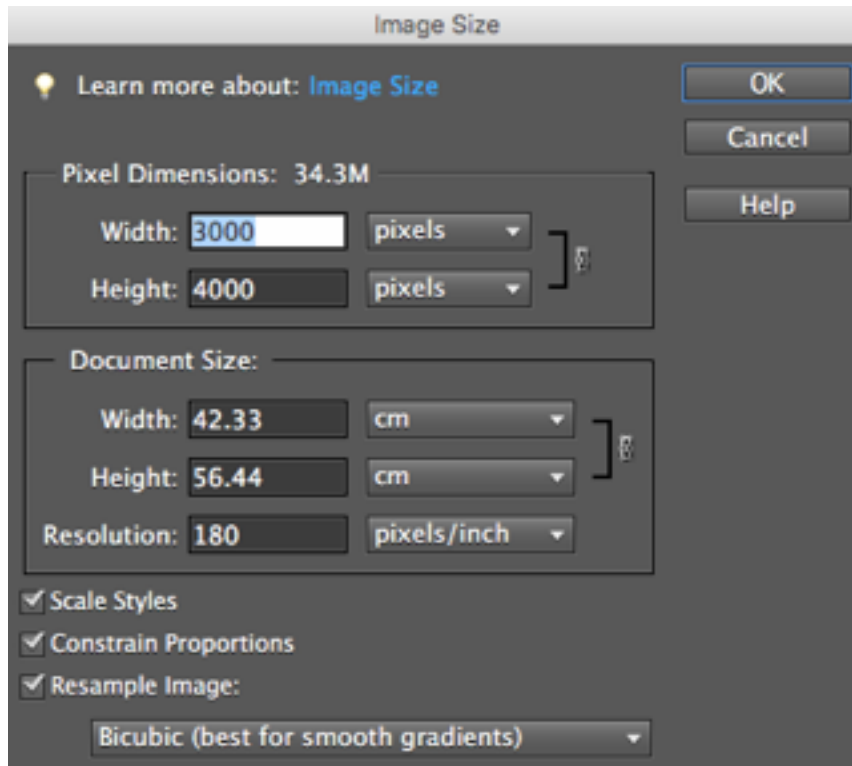 Image Size
Learn more about: Image Size
OK
Cancel
Help
Pixel Dimensions: 34.3M
Width: 3000 pixels
Height: 4000 pixels
Document Size:
Width: 42.33 cm
Height: 56.44 cm
Resolution: 180 pixels/inch
Scale Styles
Constrain Proportions
Resample Image:
Bicubic (best for smooth gradients)